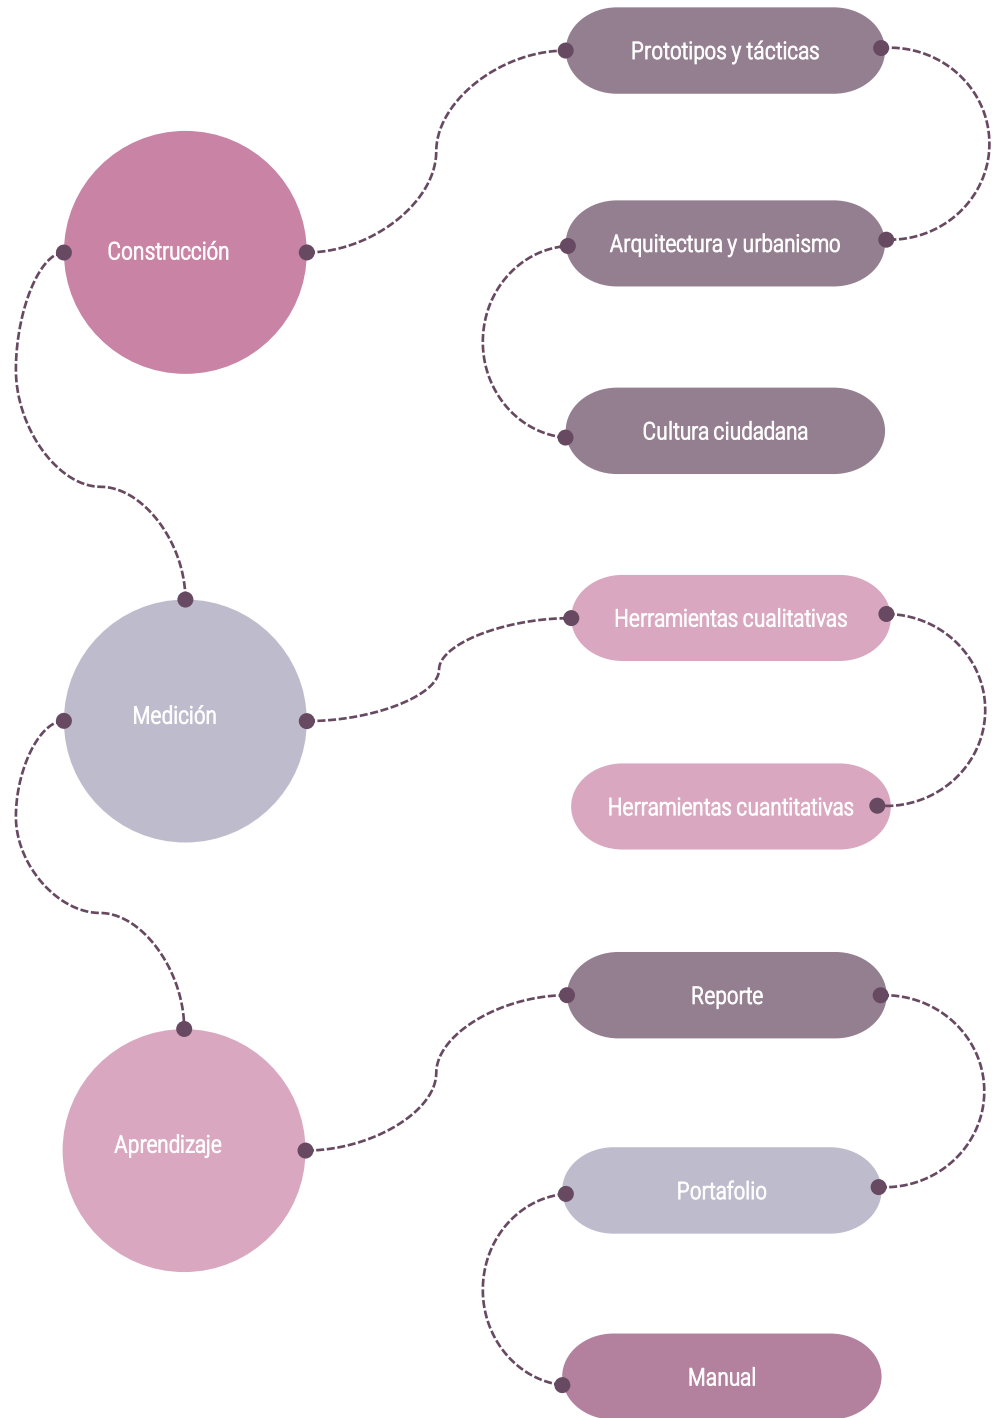 Construcción
Prototipos y tácticas
Arquitectura y urbanismo
Cultura ciudadana
Medición
Herramientas cualitativas
Herramientas cuantitativas
Aprendizaje
Reporte
Portafolio
Manual